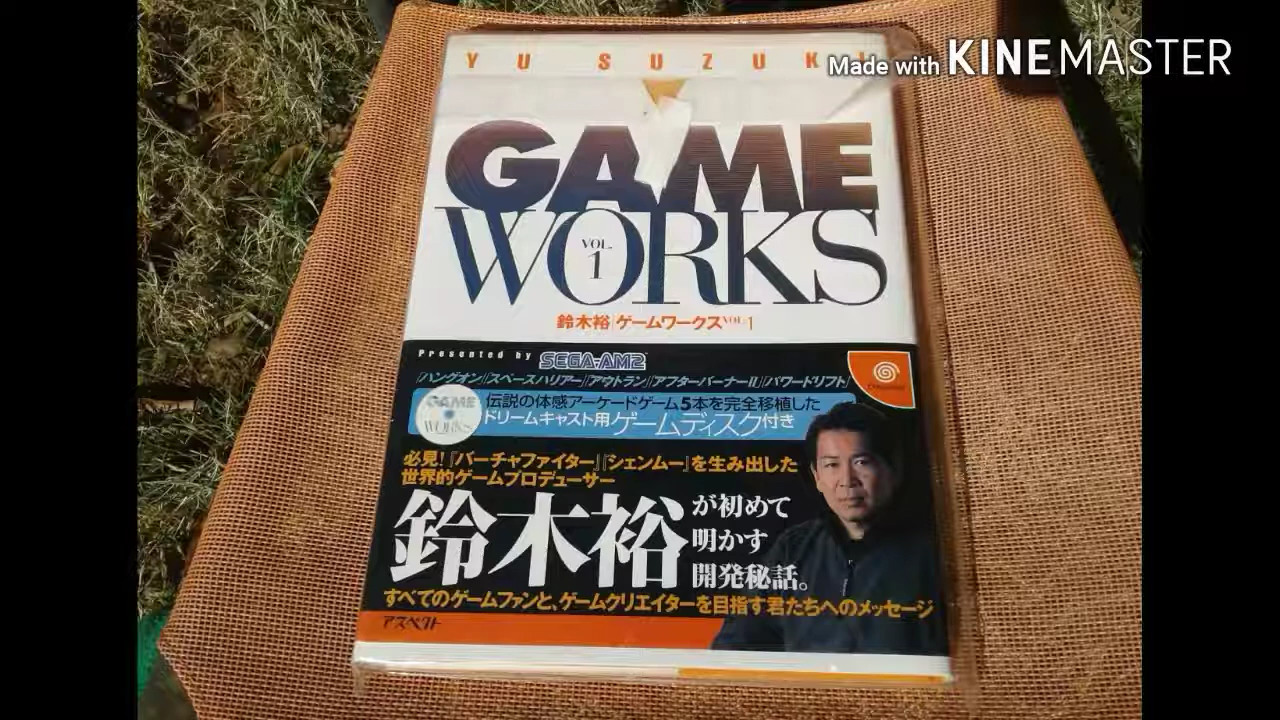 YU SUZUKI
Made with KINEMASTER
GAME
WORKS
VOL.
1
鈴木裕 ゲームワークス VOL.1
Presented by SEGA-AM2
『ハングオン』『スペースハリアー』『アウトラン』『アフターバーナーII』『パワードリフト』
Dreamcast
GAME
WORKS
伝説の体感アーケードゲーム5本を完全移植した
ドリームキャスト用ゲームディスク付き
必見!『バーチャファイター』『シェンムー』を生み出した
世界的ゲームプロデューサー
鈴木裕が初めて
明かす
開発秘話。
すべてのゲームファンと、ゲームクリエイターを目指す君たちへのメッセージ
アスペクト